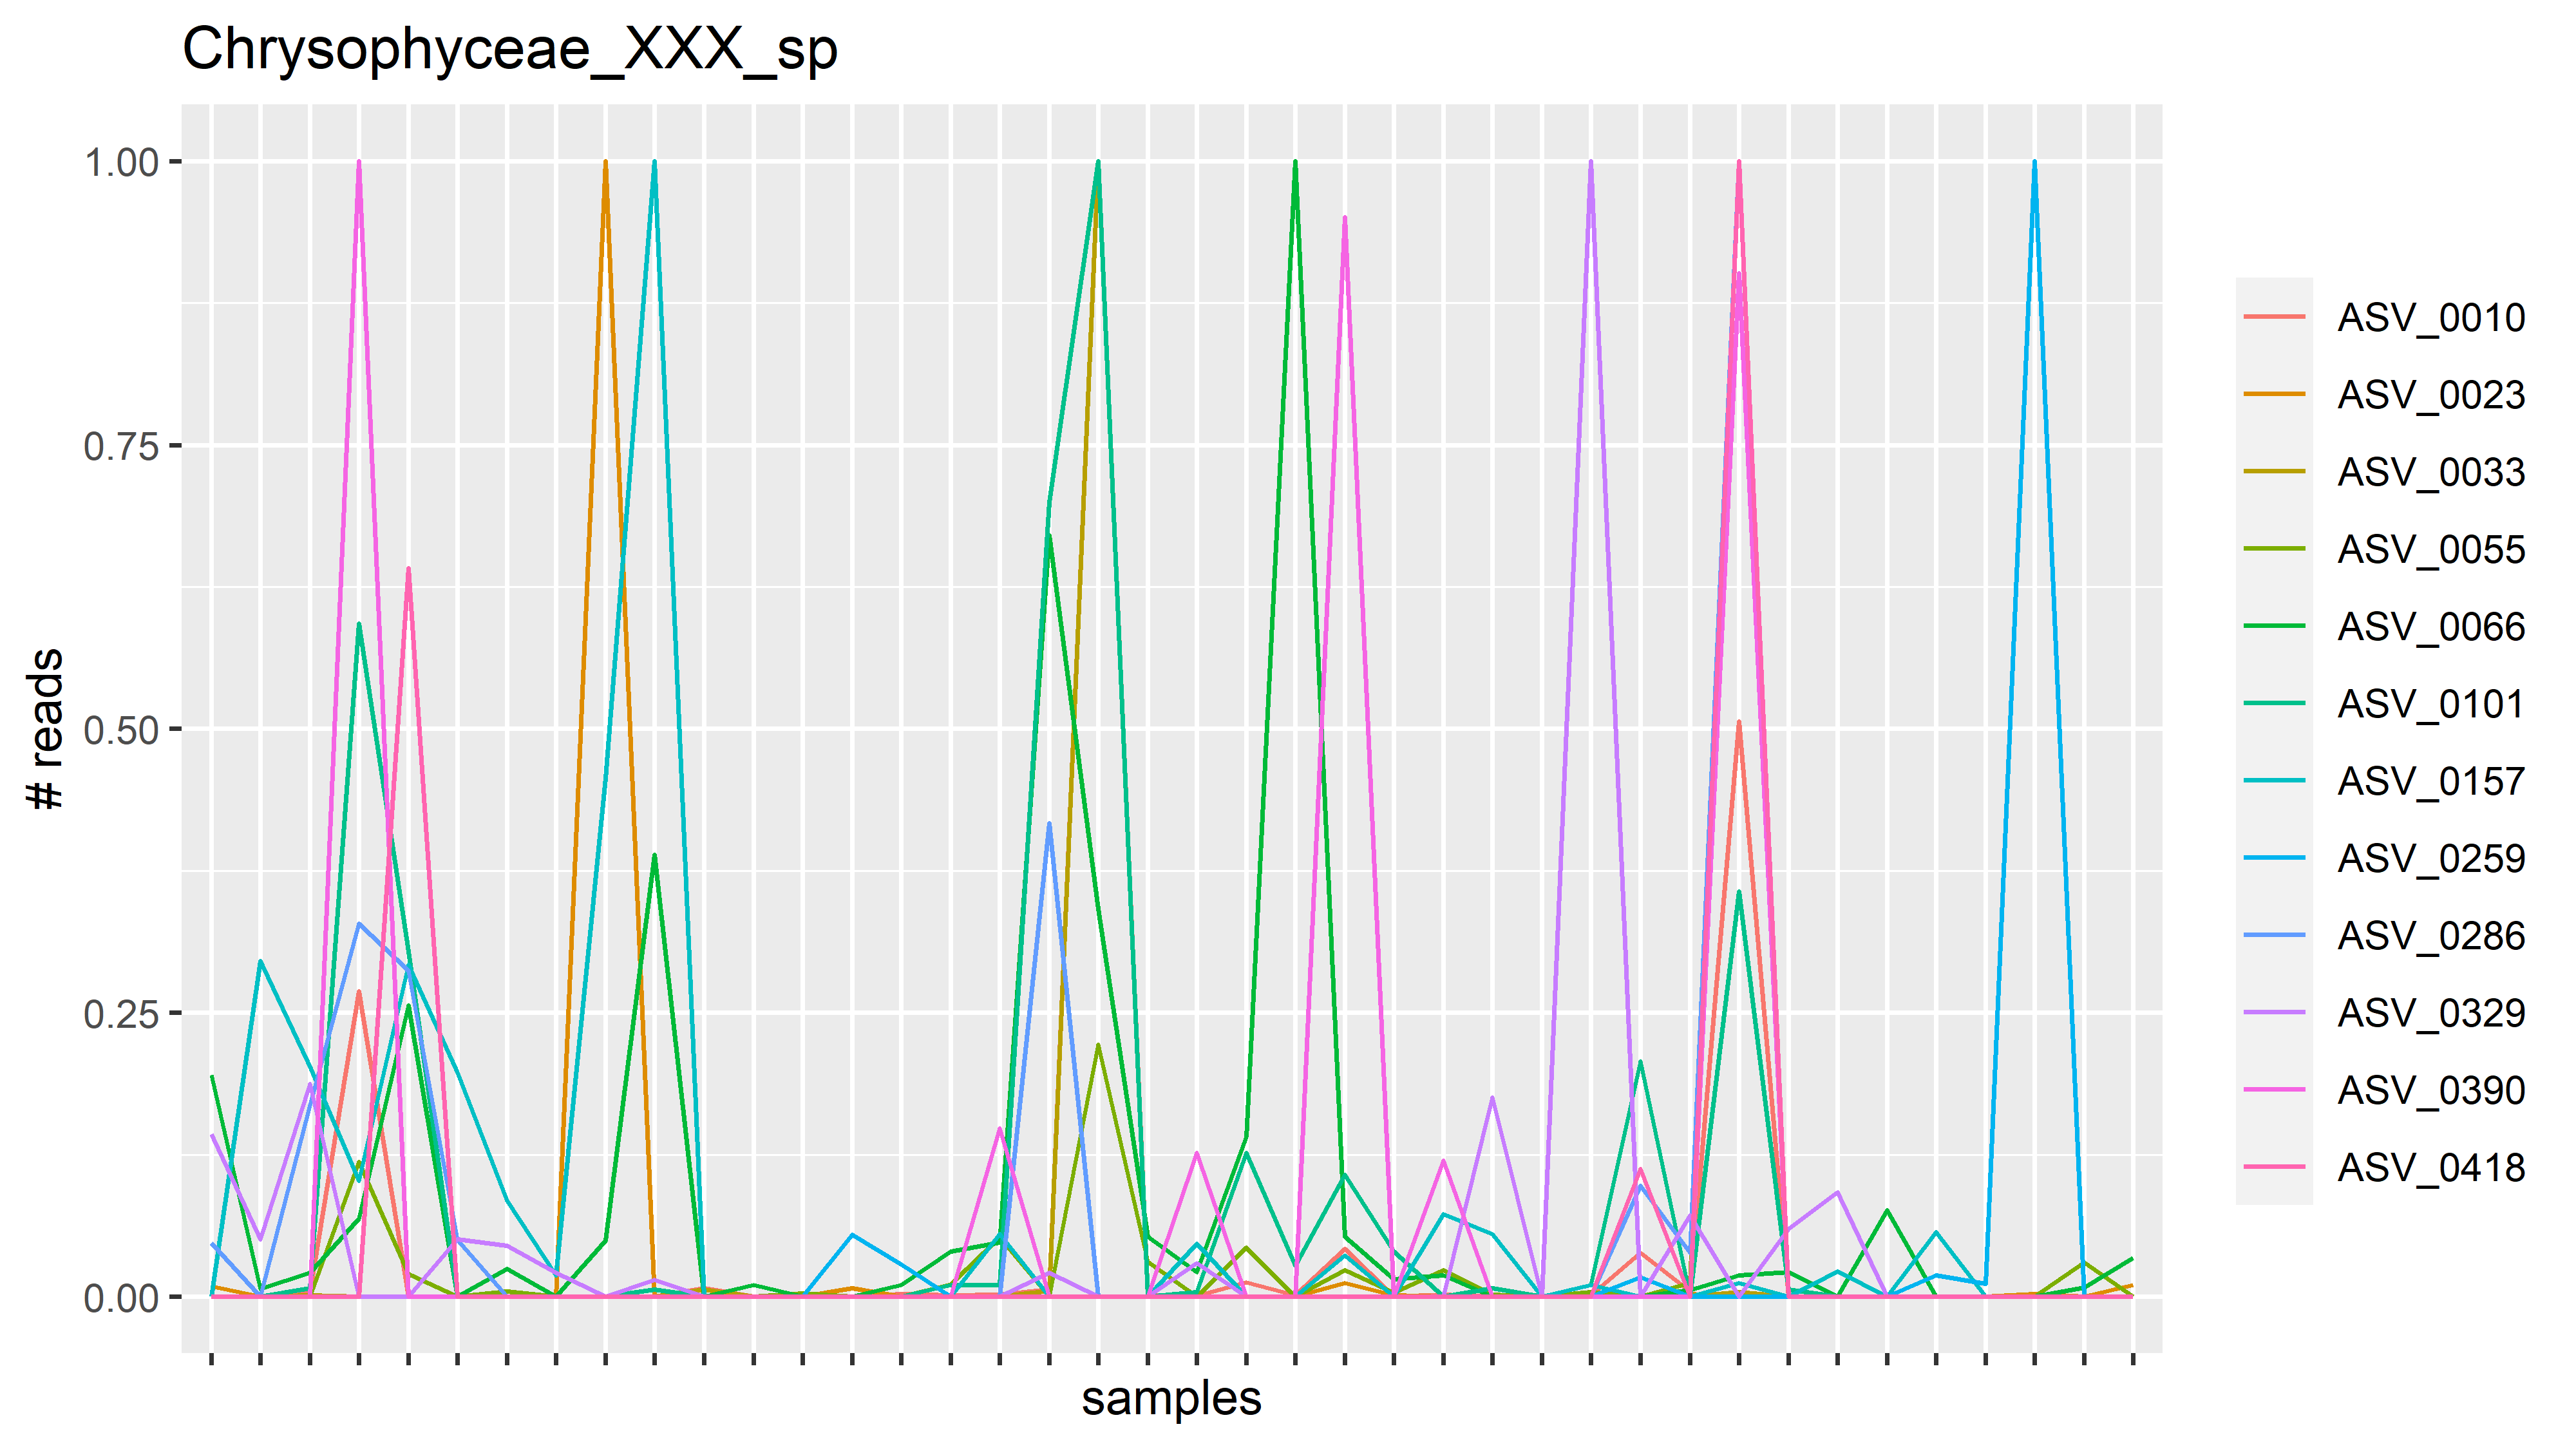 Chrysophyceae_XXX_sp
1.00
0.75
0.50
0.25
0.00
# reads
samples
ASV_0010
ASV_0023
ASV_0033
ASV_0055
ASV_0066
ASV_0101
ASV_0157
ASV_0259
ASV_0286
ASV_0329
ASV_0390
ASV_0418